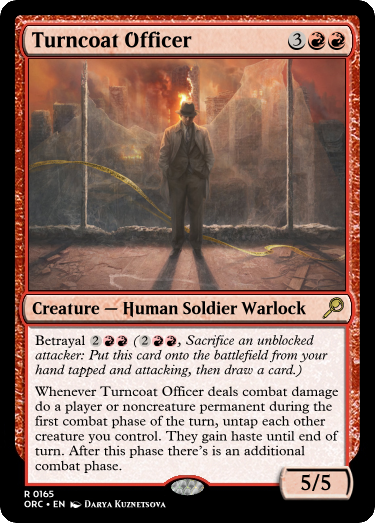 Turncoat Officer 3
Creature — Human Soldier Warlock
Betrayal 2 (2, Sacrifice an unblocked
attacker: Put this card onto the battlefield from your
hand tapped and attacking, then draw a card.)
Whenever Turncoat Officer deals combat damage
do a player or noncreature permanent during the
first combat phase of the turn, untap each other
creature you control. They gain haste until end of
turn. After this phase there's is an additional
combat phase.
5/5
R 0165
ORC • EN Darya Kuznetsova